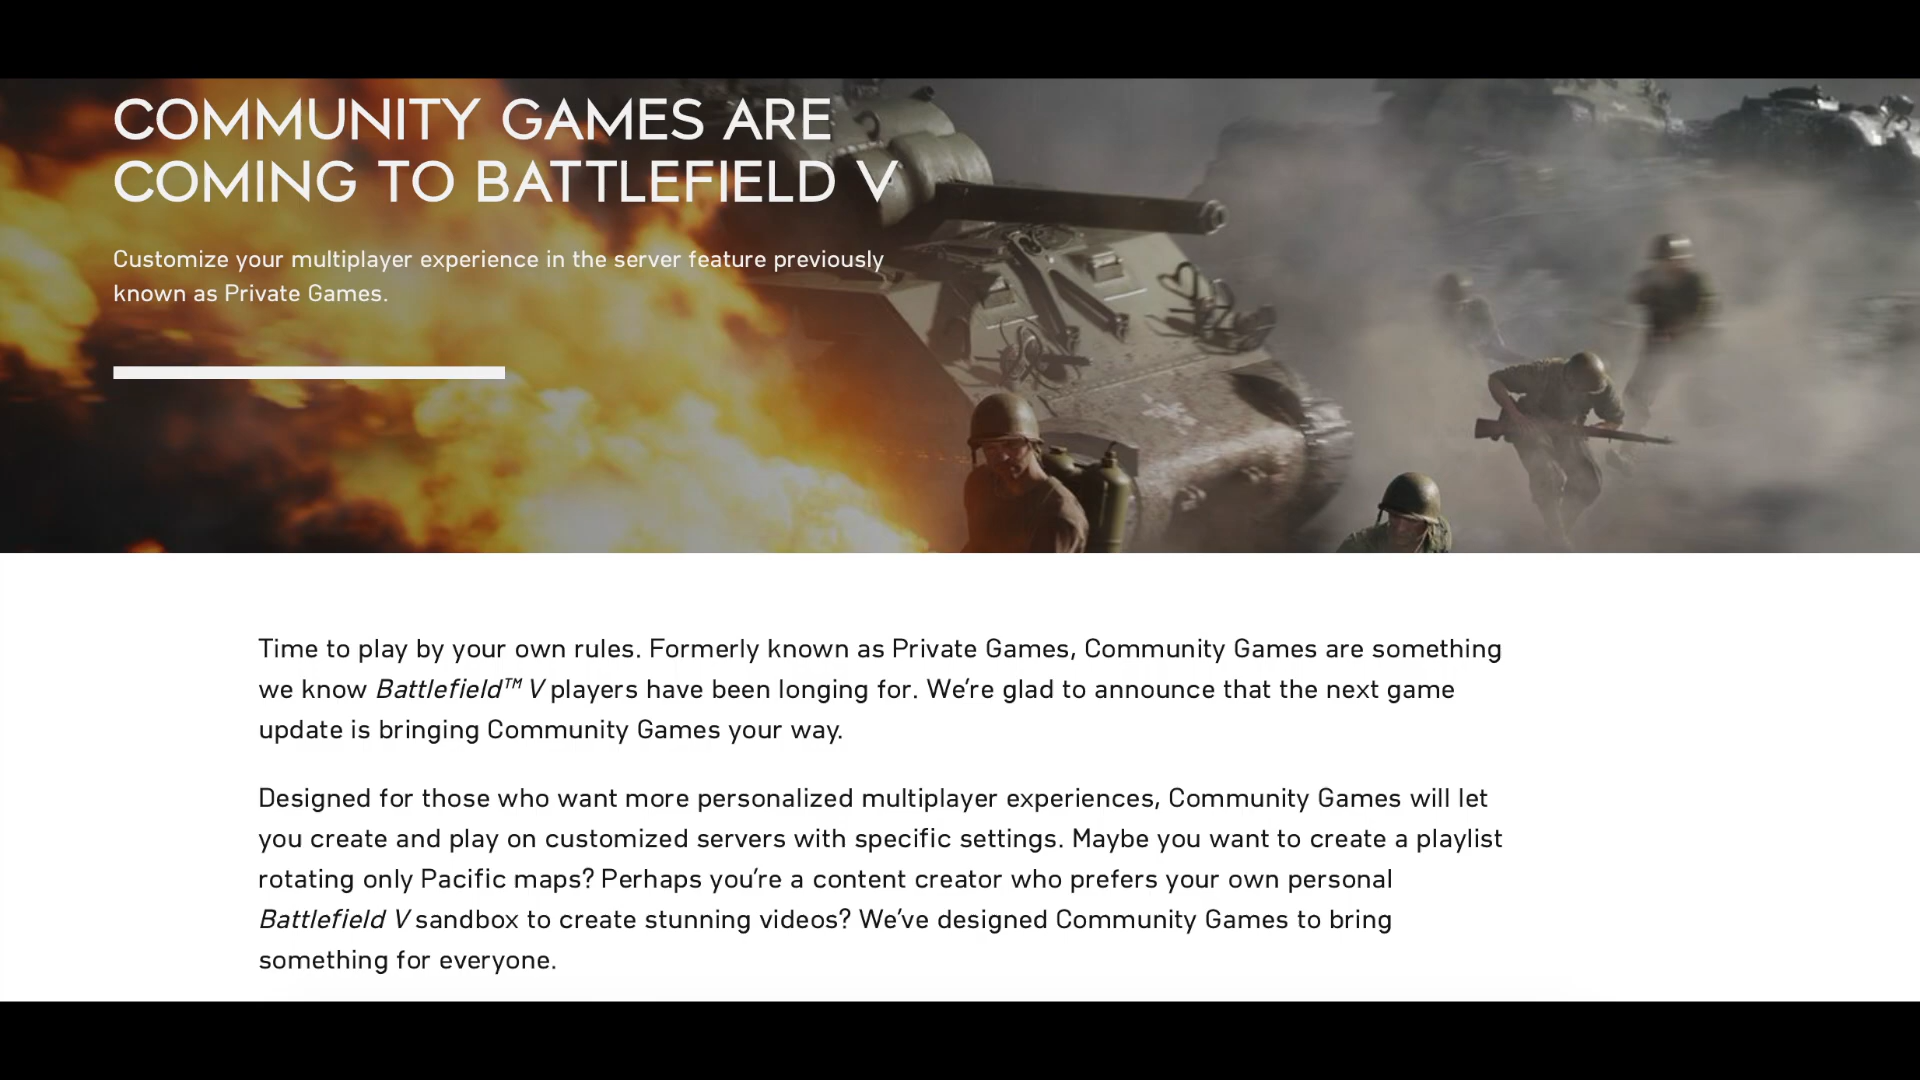 COMMUNITY GAMES ARE
COMING TO BATTLEFIELD V
Customize your multiplayer experience in the server feature previously
known as Private Games.
Time to play by your own rules. Formerly known as Private Games, Community Games are something
we know Battlefield™ V players have been longing for. We’re glad to announce that the next game
update is bringing Community Games your way.
Designed for those who want more personalized multiplayer experiences, Community Games will let
you create and play on customized servers with specific settings. Maybe you want to create a playlist
rotating only Pacific maps? Perhaps you’re a content creator who prefers your own personal
Battlefield V sandbox to create stunning videos? We’ve designed Community Games to bring
something for everyone.